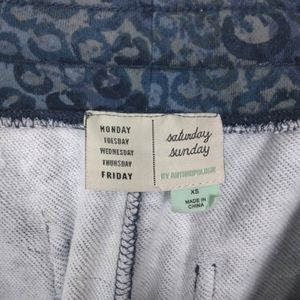 MONDAY
TUESDAY
WEDNESDAY
THURSDAY
FRIDAY
saturday
sunday
BY ANTHROPOLOGIE
XS
MADE IN
CHINA